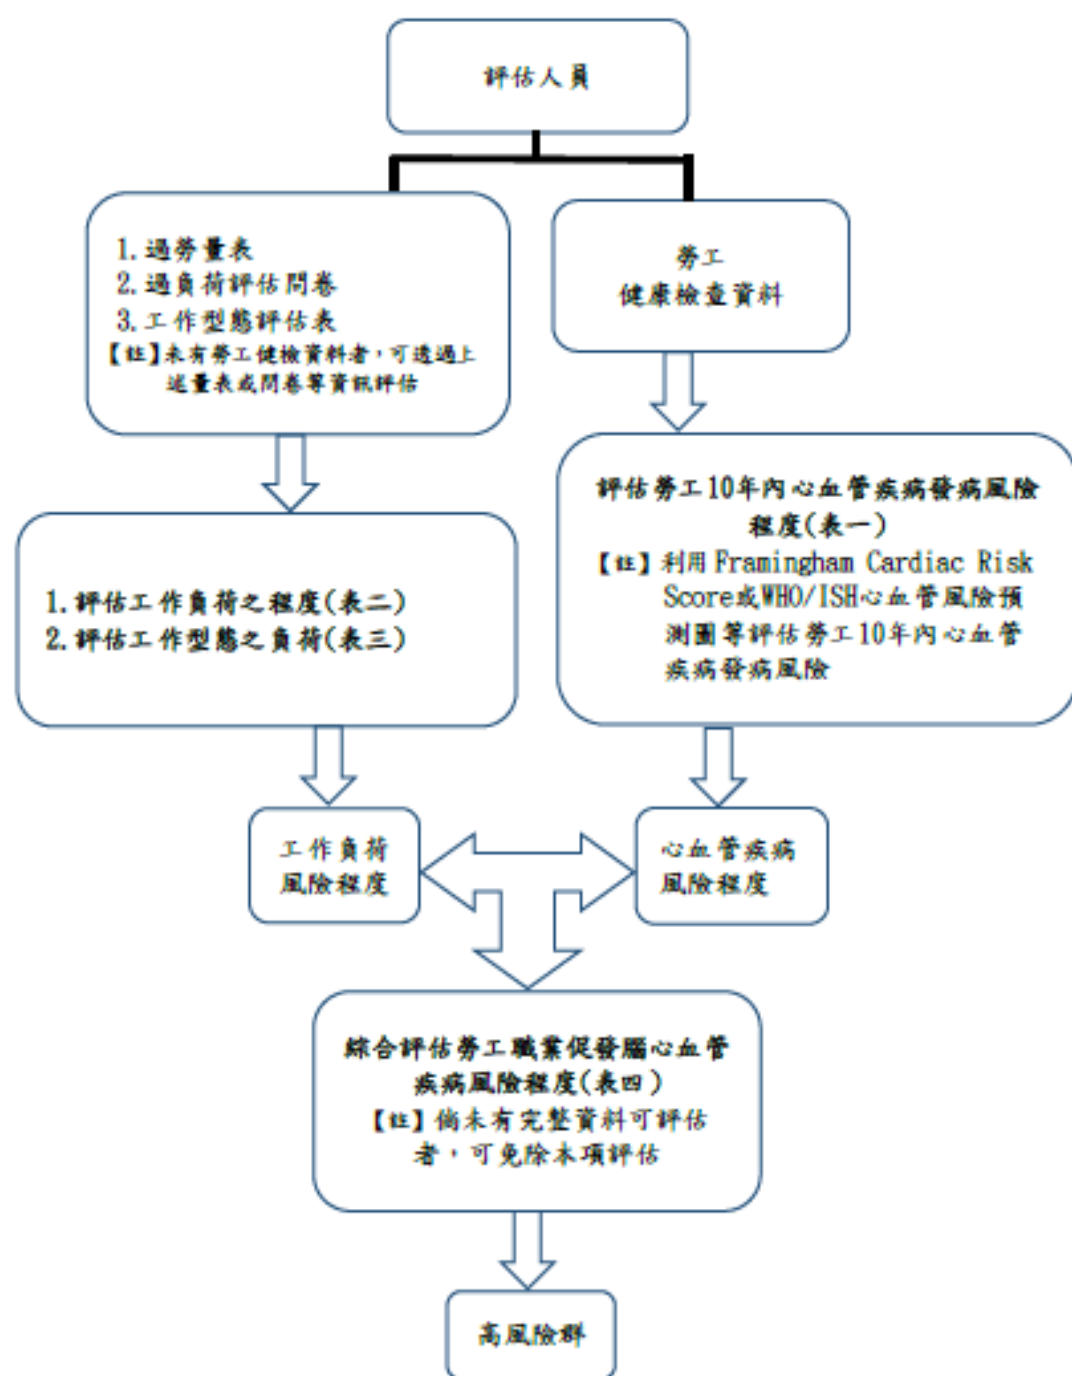 評估人員
1.過勞量表
2.過負荷評估問卷
3.工作型態評估表
【註】未有勞工健檢資料者，可透過上
述量表或問卷等資訊評估
勞工
健康檢查資料
1.評估工作負荷之程度(表二)
2.評估工作型態之負荷(表三)
評估勞工10年內心血管疾病發病風險
程度(表一)
【註】利用Framingham Cardiac Risk
Score或WHO/ISH心血管風險預
測圖等評估勞工10年內心血管
疾病發病風險
工作負荷
風險程度
心血管疾病
風險程度
綜合評估勞工職業促發腦心血管
疾病風險程度(表四)
【註】倘未有完整資料可評估
者，可免除本項評估
高風險群